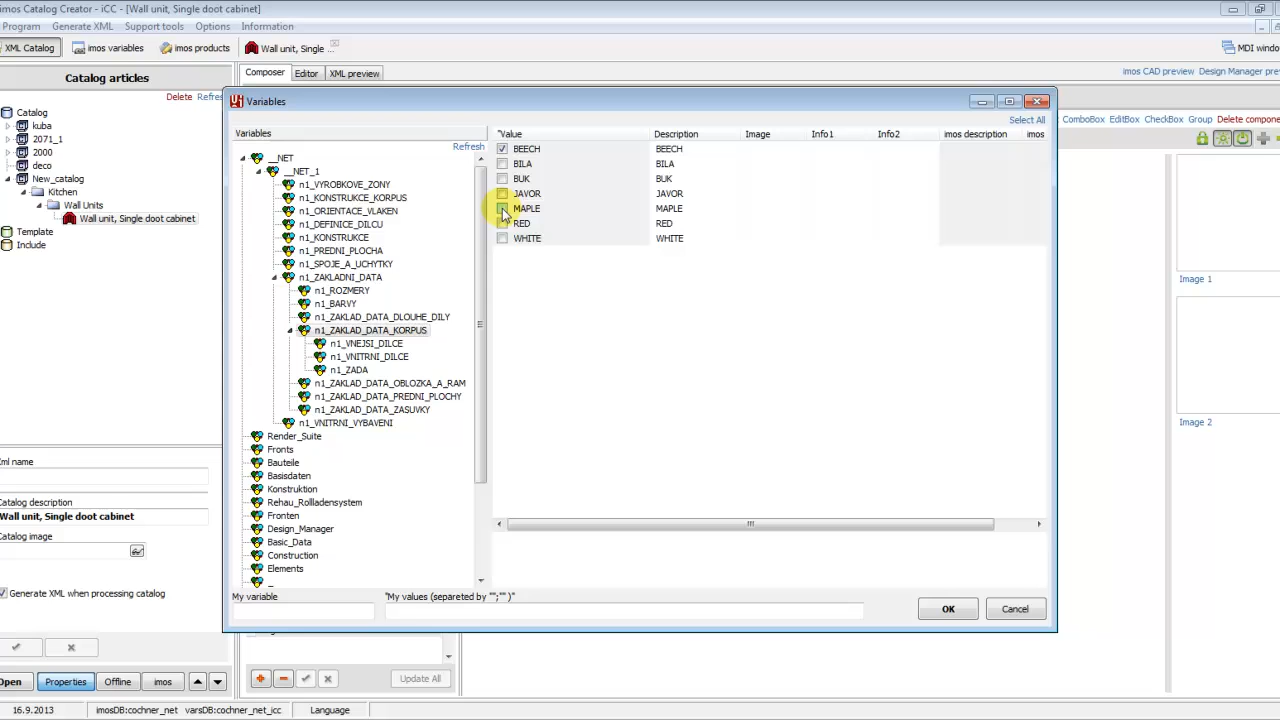 imos Catalog Creator - iCC - [Wall unit, Single doot cabinet]
Program Generate XML Support tools Options Information
XML Catalog imos variables imos products Wall unit, Single ... MDI windo
Catalog articles
Composer Editor XML preview
imos CAD preview Design Manager prev
Delete Refres
Variables
ComboBox EditBox CheckBox Group Delete compone
Select All
Catalog
kuba
2071_1
2000
deco
New_catalog
Kitchen
Wall Units
Wall unit, Single doot cabinet
Template
Include
Variables
Refresh
__NET
__NET_1
n1_VYROBKOVE_ZONY
n1_KONSTRUKCE_KORPUS
n1_ORIENTACE_VLAKEN
n1_DEFINICE_DILCU
n1_KONSTRUKCE
n1_PREDNI_PLOCHA
n1_SPOJE_A_UCHYTKY
n1_ZAKLADNI_DATA
n1_ROZMERY
n1_BARVY
n1_ZAKLAD_DATA_DLOUHE_DILY
n1_ZAKLAD_DATA_KORPUS
n1_VNEJSI_DILCE
n1_VNITRNI_DILCE
n1_ZADA
n1_ZAKLAD_DATA_OBLOZKA_A_RAM
n1_ZAKLAD_DATA_PREDNI_PLOCHY
n1_ZAKLAD_DATA_ZASUVKY
n1_VNITRNI_VYBAVENI
Render_Suite
Fronts
Bauteile
Basisdaten
Konstruktion
Rehau_Rollladensystem
Fronten
Design_Manager
Basic_Data
Construction
Elements
_
"Value Description Image Info1 Info2 imos description imos
BEECH BEECH
BILA BILA
BUK BUK
JAVOR JAVOR
MAPLE MAPLE
RED RED
WHITE WHITE
Image 1
Image 2
My variable
"My values (separeted by "";"" )"
OK Cancel
Xml name
Catalog description
Wall unit, Single doot cabinet
Catalog image
Generate XML when processing catalog
Open Properties Offline imos
Update All
16.9.2013 imosDB:cochner_net varsDB:cochner_net_icc Language